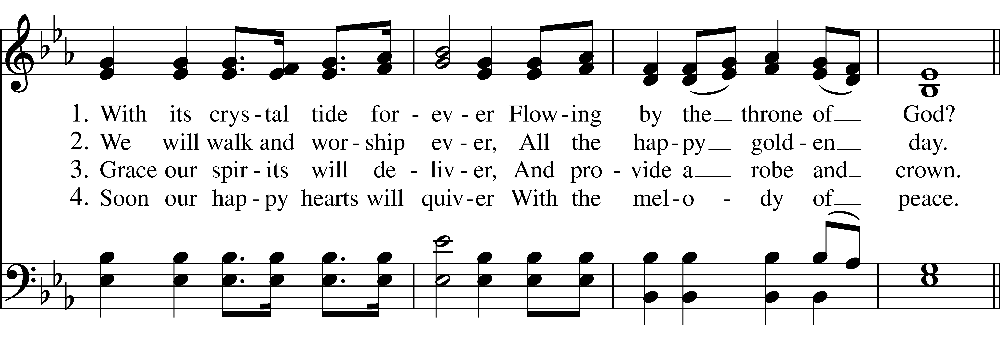 1. With its crys - tal tide for - ev - er Flow - ing by the throne of God?
2. We will walk and wor - ship ev - er, All the hap - py gold - en day.
3. Grace our spir - its will de - liv - er, And pro - vide a robe and crown.
4. Soon our hap - py hearts will quiv - er With the mel - o - dy of peace.